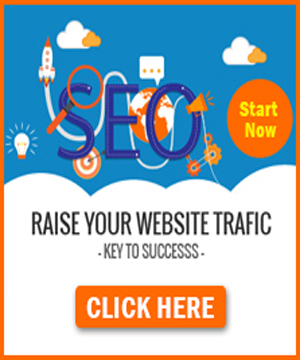 SEO
Start
Now
RAISE YOUR WEBSITE TRAFIC
- KEY TO SUCCESSS -
CLICK HERE